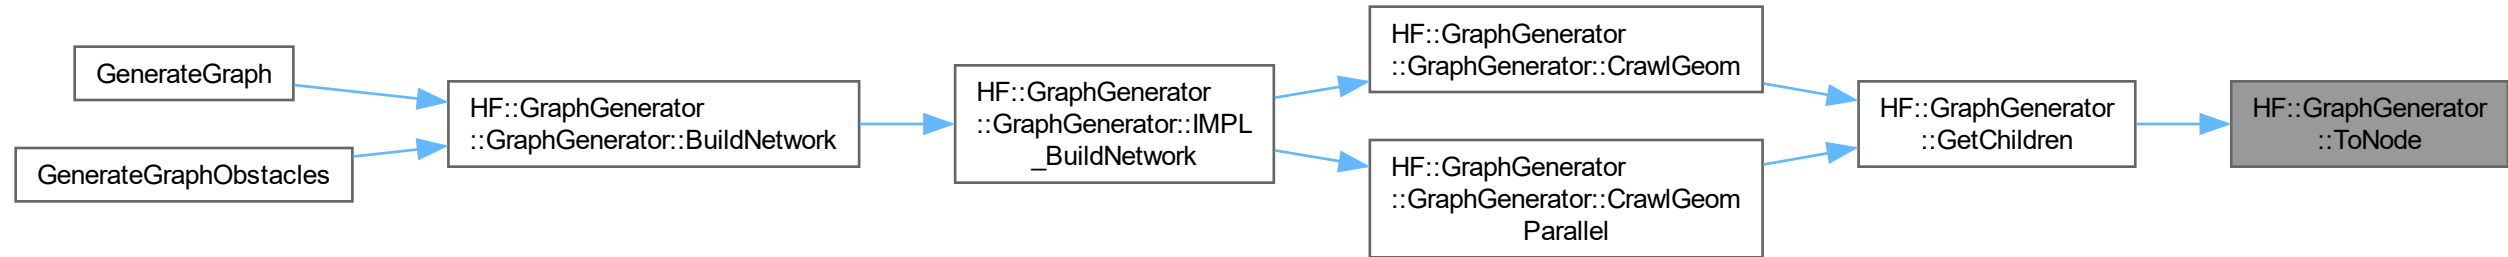 GenerateGraph
GenerateGraphObstacles
HF::GraphGenerator
::GraphGenerator::BuildNetwork
HF::GraphGenerator
::GraphGenerator::IMPL
_BuildNetwork
HF::GraphGenerator
::GraphGenerator::CrawlGeom
HF::GraphGenerator
::GraphGenerator::CrawlGeom
Parallel
HF::GraphGenerator
::GetChildren
HF::GraphGenerator
::ToNode